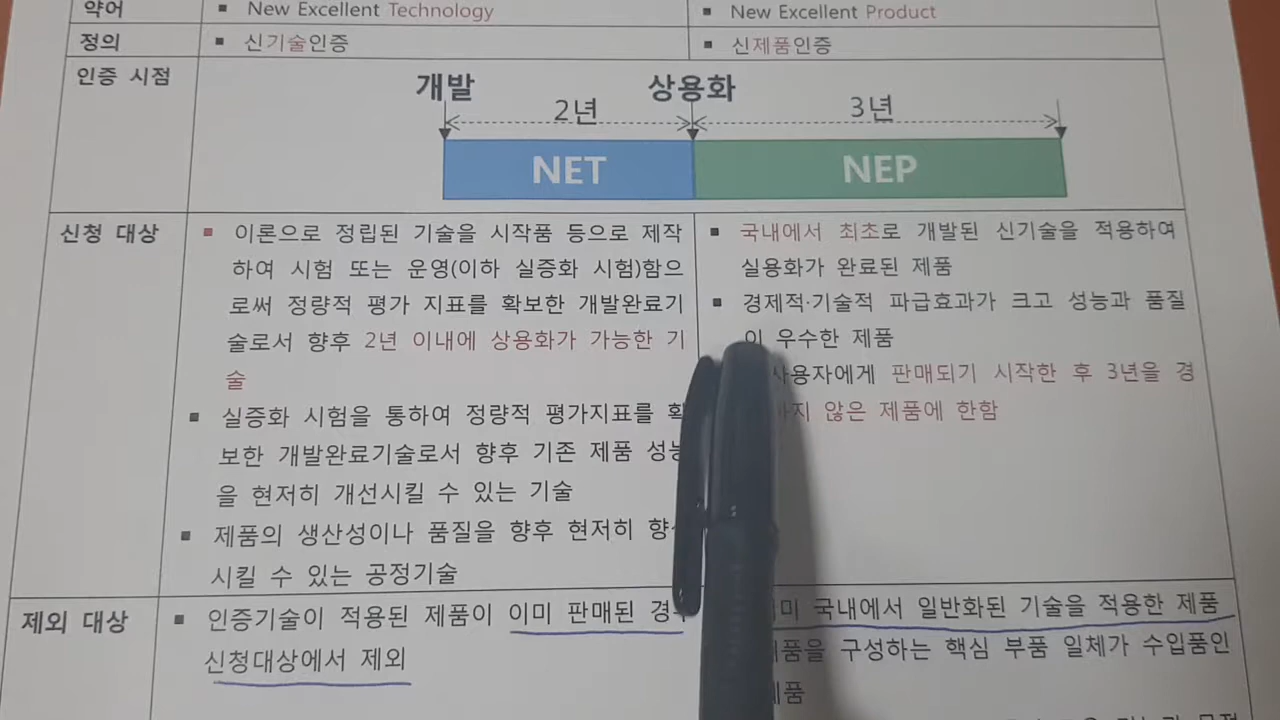 약어
▪ New Excellent Technology
▪ New Excellent Product
정의
▪ 신기술인증
▪ 신제품인증
인증 시점
개발
상용화
2년
3년
NET
NEP
신청 대상
▪ 이론으로 정립된 기술을 시작품 등으로 제작
하여 시험 또는 운영(이하 실증화 시험)함으
로써 정량적 평가 지표를 확보한 개발완료기
술로서 향후 2년 이내에 상용화가 가능한 기
술
▪ 실증화 시험을 통하여 정량적 평가지표를 확
보한 개발완료기술로서 향후 기존 제품 성능
을 현저히 개선시킬 수 있는 기술
▪ 제품의 생산성이나 품질을 향후 현저히
시킬 수 있는 공정기술
▪ 국내에서 최초로 개발된 신기술을 적용하여
실용화가 완료된 제품
▪ 경제적·기술적 파급효과가 크고 성능과 품질
이 우수한 제품
사용자에게 판매되기 시작한 후 3년을 경
않은 제품에 한함
제외 대상
▪ 인증기술이 적용된 제품이 이미 판매된 경우
신청대상에서 제외
국내에서 일반화된 기술을 적용한 제품
구성하는 핵심 부품 일체가 수입품인